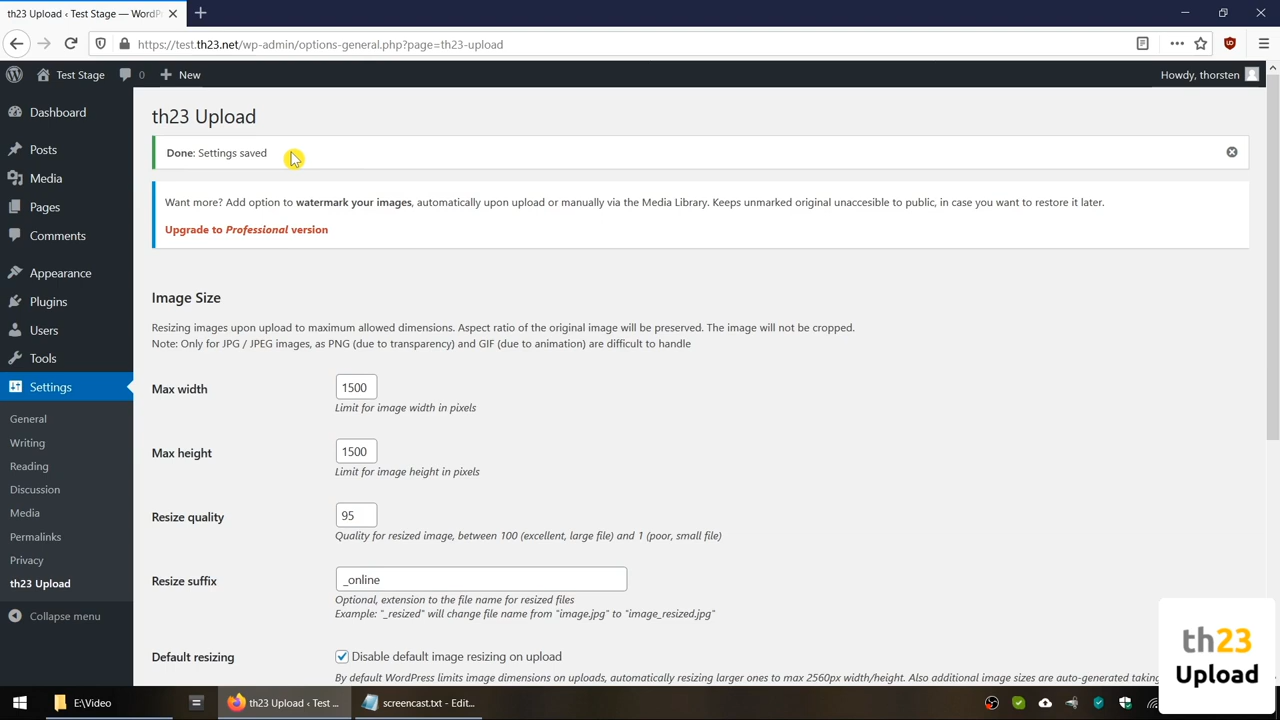 th23 Upload ‹ Test Stage — WordPr
https://test.th23.net/wp-admin/options-general.php?page=th23-upload
Test Stage
0
New
Howdy, thorsten
Dashboard
Posts
Media
Pages
Comments
Appearance
Plugins
Users
Tools
Settings
General
Writing
Reading
Discussion
Media
Permalinks
Privacy
th23 Upload
Collapse menu
th23 Upload
Done: Settings saved
Want more? Add option to watermark your images, automatically upon upload or manually via the Media Library. Keeps unmarked original unaccesible to public, in case you want to restore it later.
Upgrade to Professional version
Image Size
Resizing images upon upload to maximum allowed dimensions. Aspect ratio of the original image will be preserved. The image will not be cropped.
Note: Only for JPG / JPEG images, as PNG (due to transparency) and GIF (due to animation) are difficult to handle
Max width
1500
Limit for image width in pixels
Max height
1500
Limit for image height in pixels
Resize quality
95
Quality for resized image, between 100 (excellent, large file) and 1 (poor, small file)
Resize suffix
_online
Optional, extension to the file name for resized files
Example: "_resized" will change file name from "image.jpg" to "image_resized.jpg"
Default resizing
Disable default image resizing on upload
By default WordPress limits image dimensions on uploads, automatically resizing larger ones to max 2560px width/height. Also additional image sizes are auto-generated taking
th23
Upload
E:\Video
th23 Upload ‹ Test ...
screencast.txt - Edit...